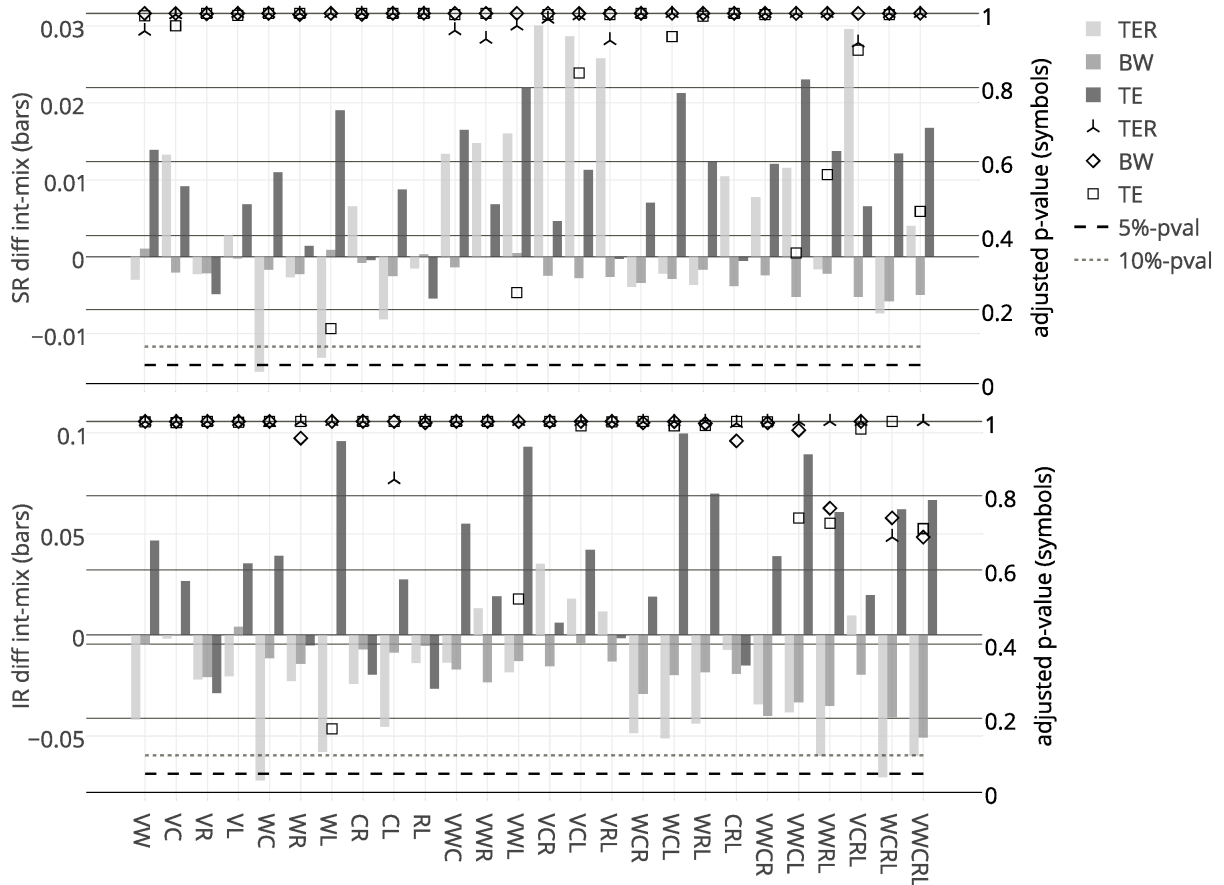 SR diff int-mix (bars)
0.03
0.02
0.01
0
−0.01
1
0.8
0.6
0.4
0.2
0
adjusted p-value (symbols)
TER
BW
TE
TER
BW
TE
5%-pval
10%-pval
IR diff int-mix (bars)
0.1
0.05
0
−0.05
1
0.8
0.6
0.4
0.2
0
adjusted p-value (symbols)
VW
VC
VR
VL
WC
WR
WL
CR
CL
RL
VWC
VWR
VWL
VCR
VCL
VRL
WCR
WCL
WRL
CRL
VWCR
VWCL
VWRL
VCRL
WCRL
VWCRL